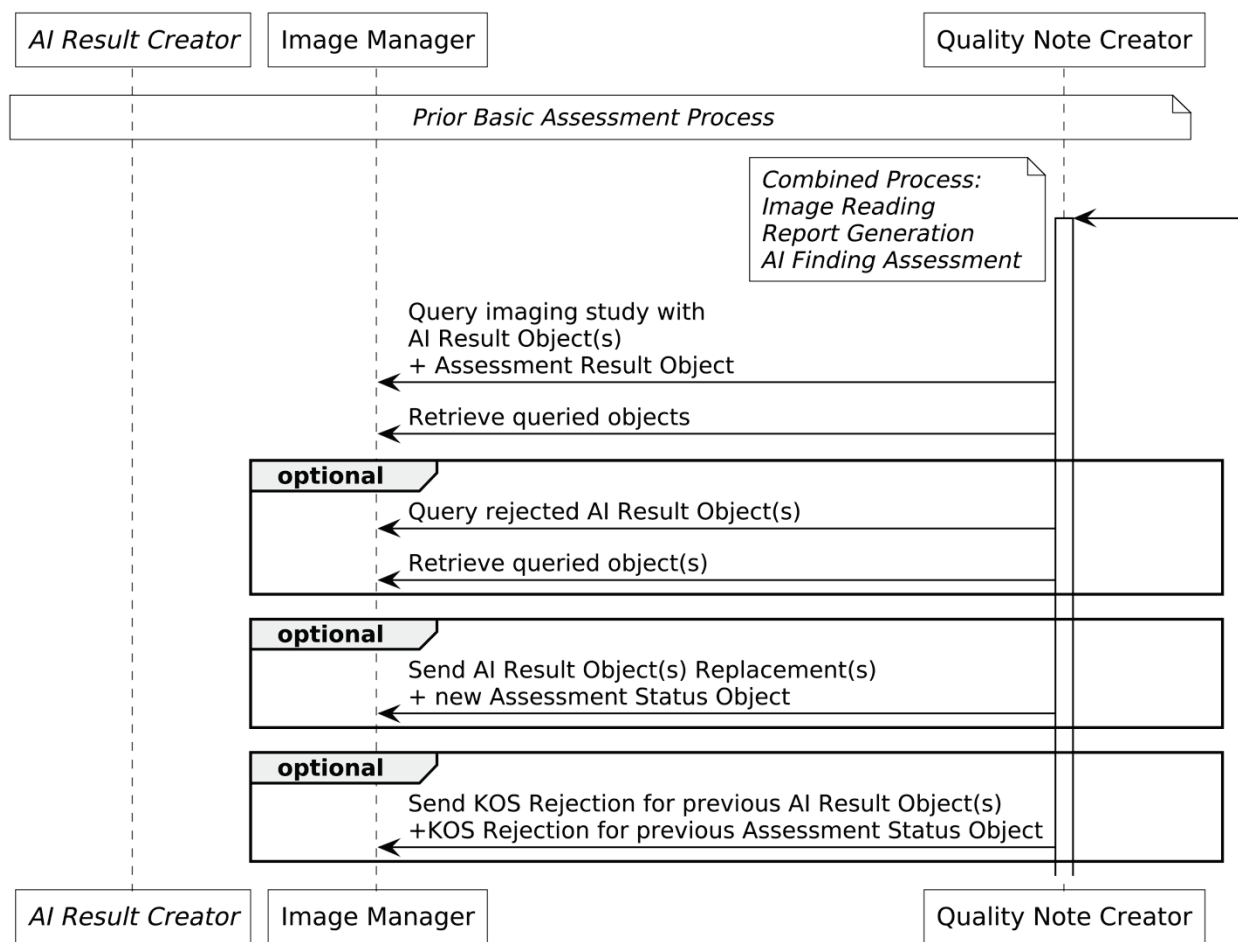 AI Result Creator
Image Manager
Quality Note Creator
Prior Basic Assessment Process
Combined Process:
Image Reading
Report Generation
AI Finding Assessment
Query imaging study with
AI Result Object(s)
+ Assessment Result Object
Retrieve queried objects
optional
Query rejected AI Result Object(s)
Retrieve queried object(s)
optional
Send AI Result Object(s) Replacement(s)
+ new Assessment Status Object
optional
Send KOS Rejection for previous AI Result Object(s)
+KOS Rejection for previous Assessment Status Object
AI Result Creator
Image Manager
Quality Note Creator